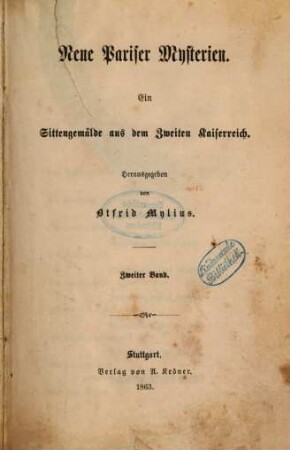 Neue Pariser Mysterien.
Ein
Sittengemälde aus dem Zweiten Kaiserreich.
Herausgegeben
von
Otfrid Mylius.
Zweiter Band.
Stuttgart.
Verlag von A. Kröner.
1863.